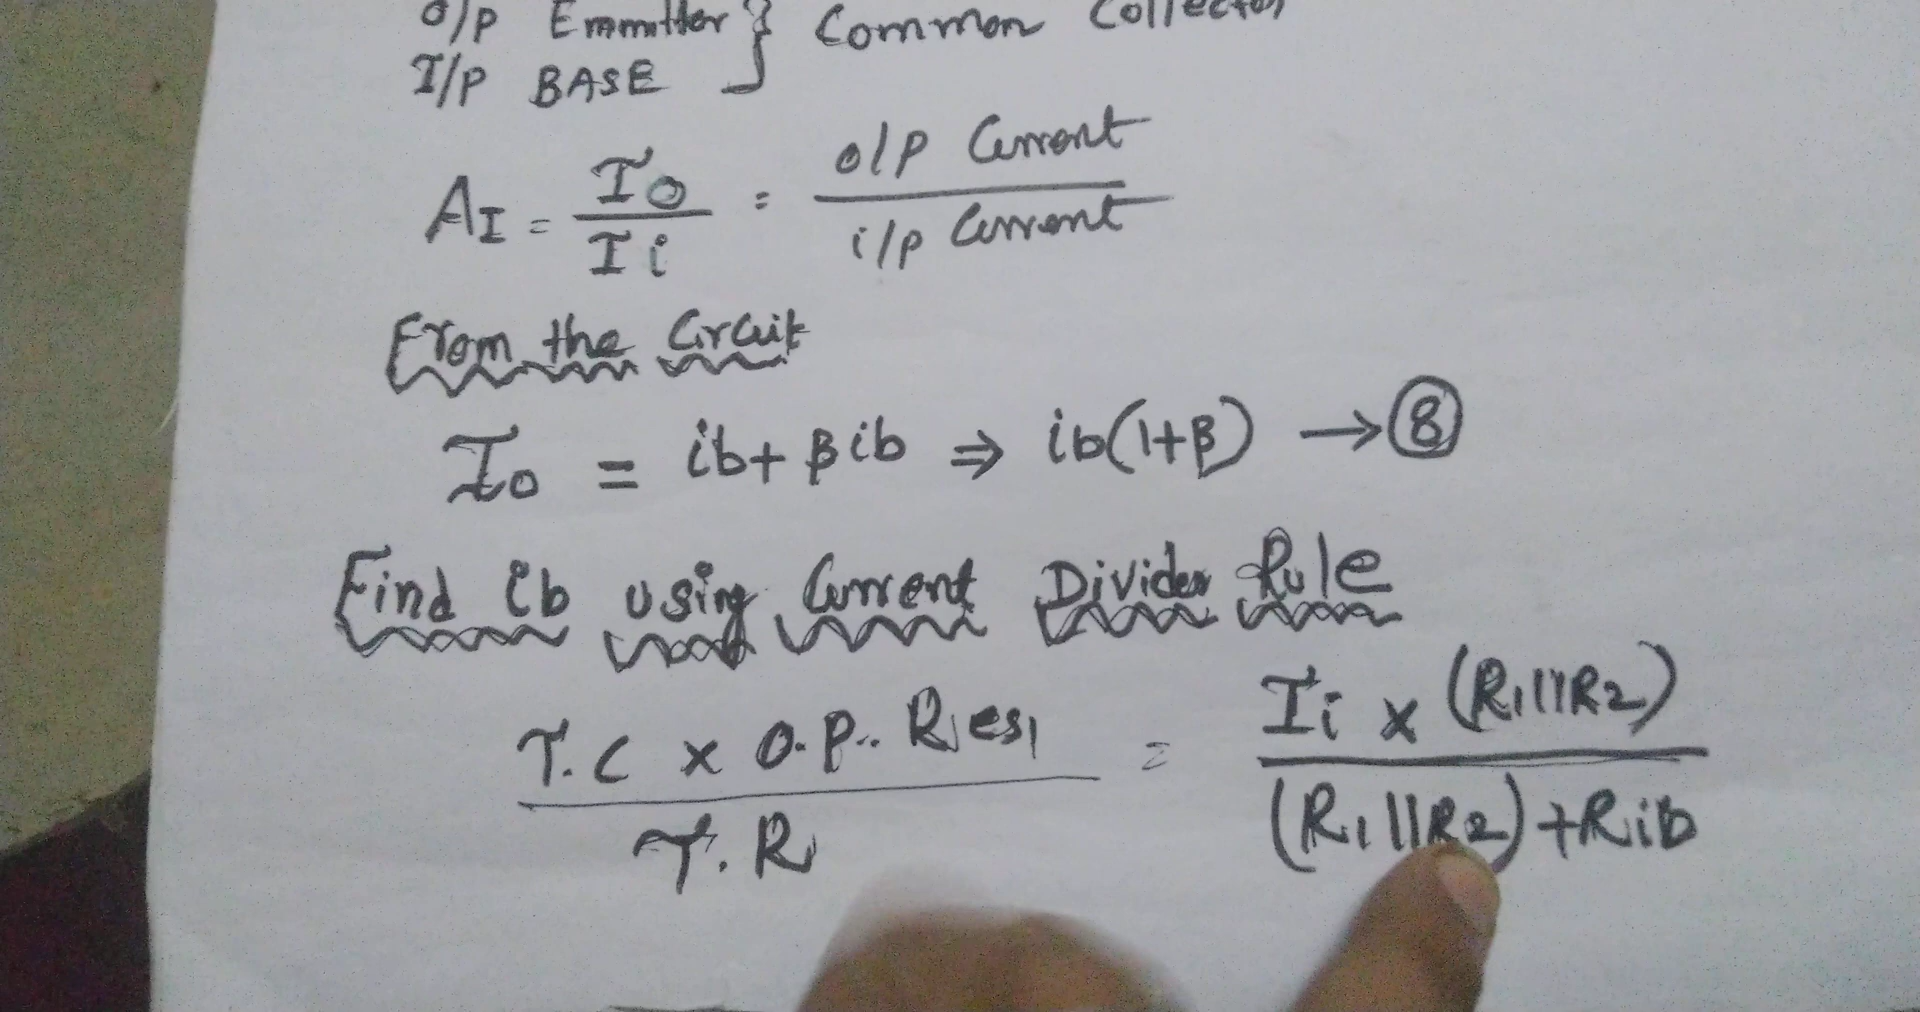 O/P Emmitter } Common Collector
I/P BASE
AI = Io / Ii = o/p Current / i/p Current
From the Circuit
Io = ib + βib ⇒ ib(1+β) → ⑧
Find ib using Current Divider Rule
T.C x O.P.. Res, / T.R = Ii x (R1||R2) / (R1||R2)+Rib